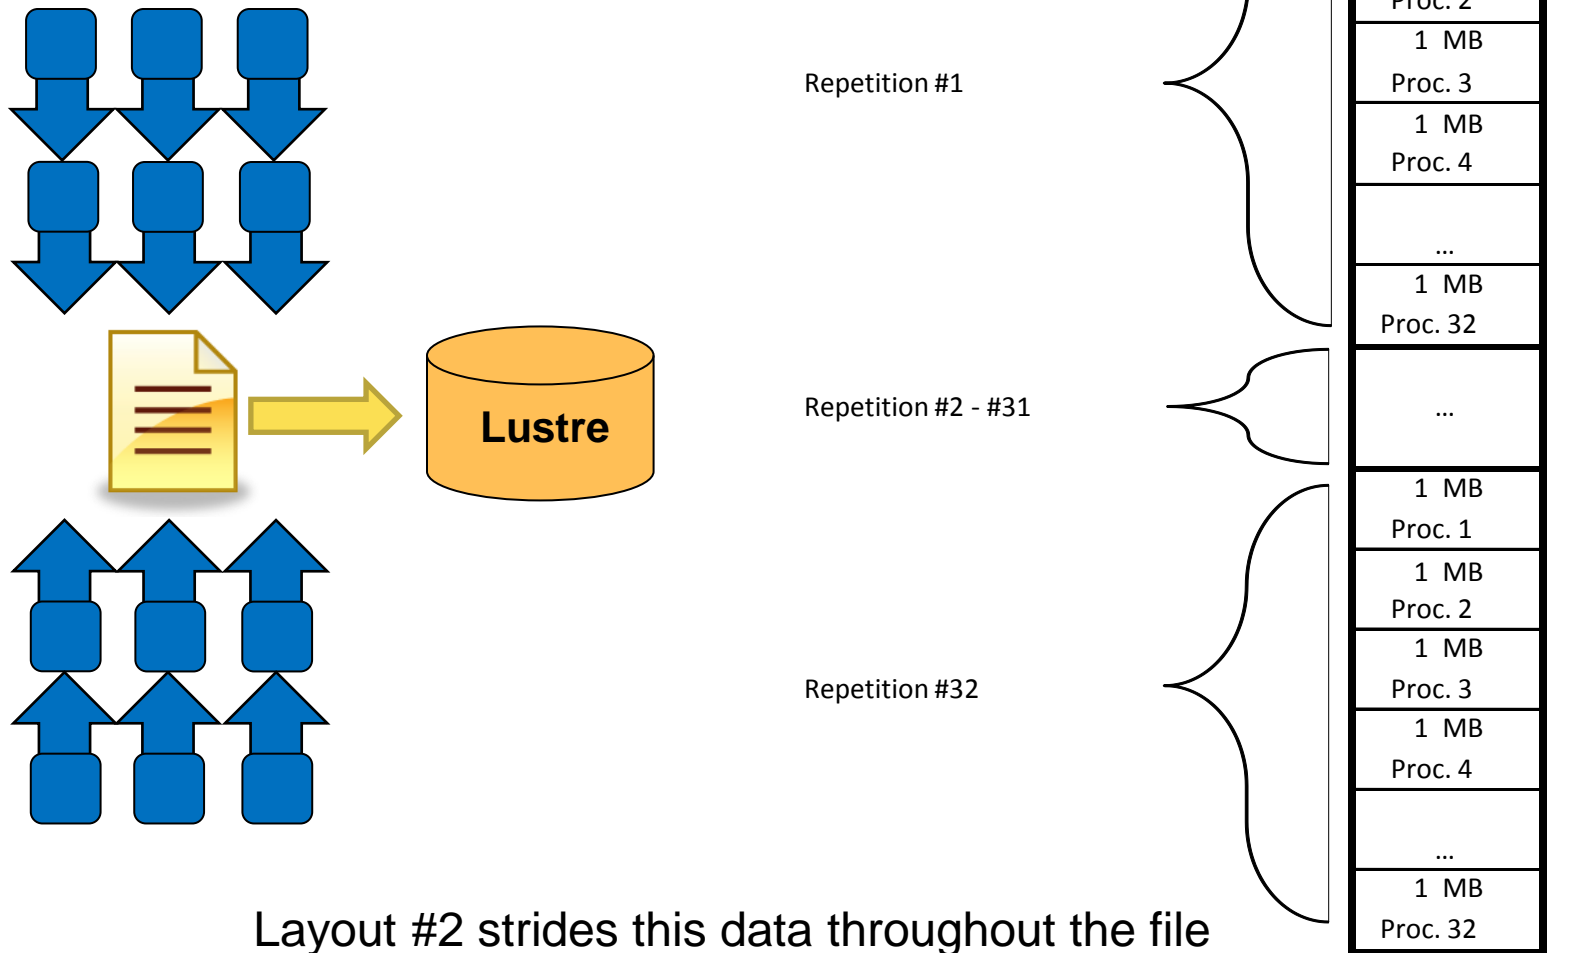 Proc. 2
1 MB
Proc. 3
1 MB
Proc. 4
...
1 MB
Proc. 32
Repetition #1
Lustre
Repetition #2 - #31
...
1 MB
Proc. 1
1 MB
Proc. 2
1 MB
Proc. 3
1 MB
Proc. 4
...
1 MB
Proc. 32
Repetition #32
Layout #2 strides this data throughout the file